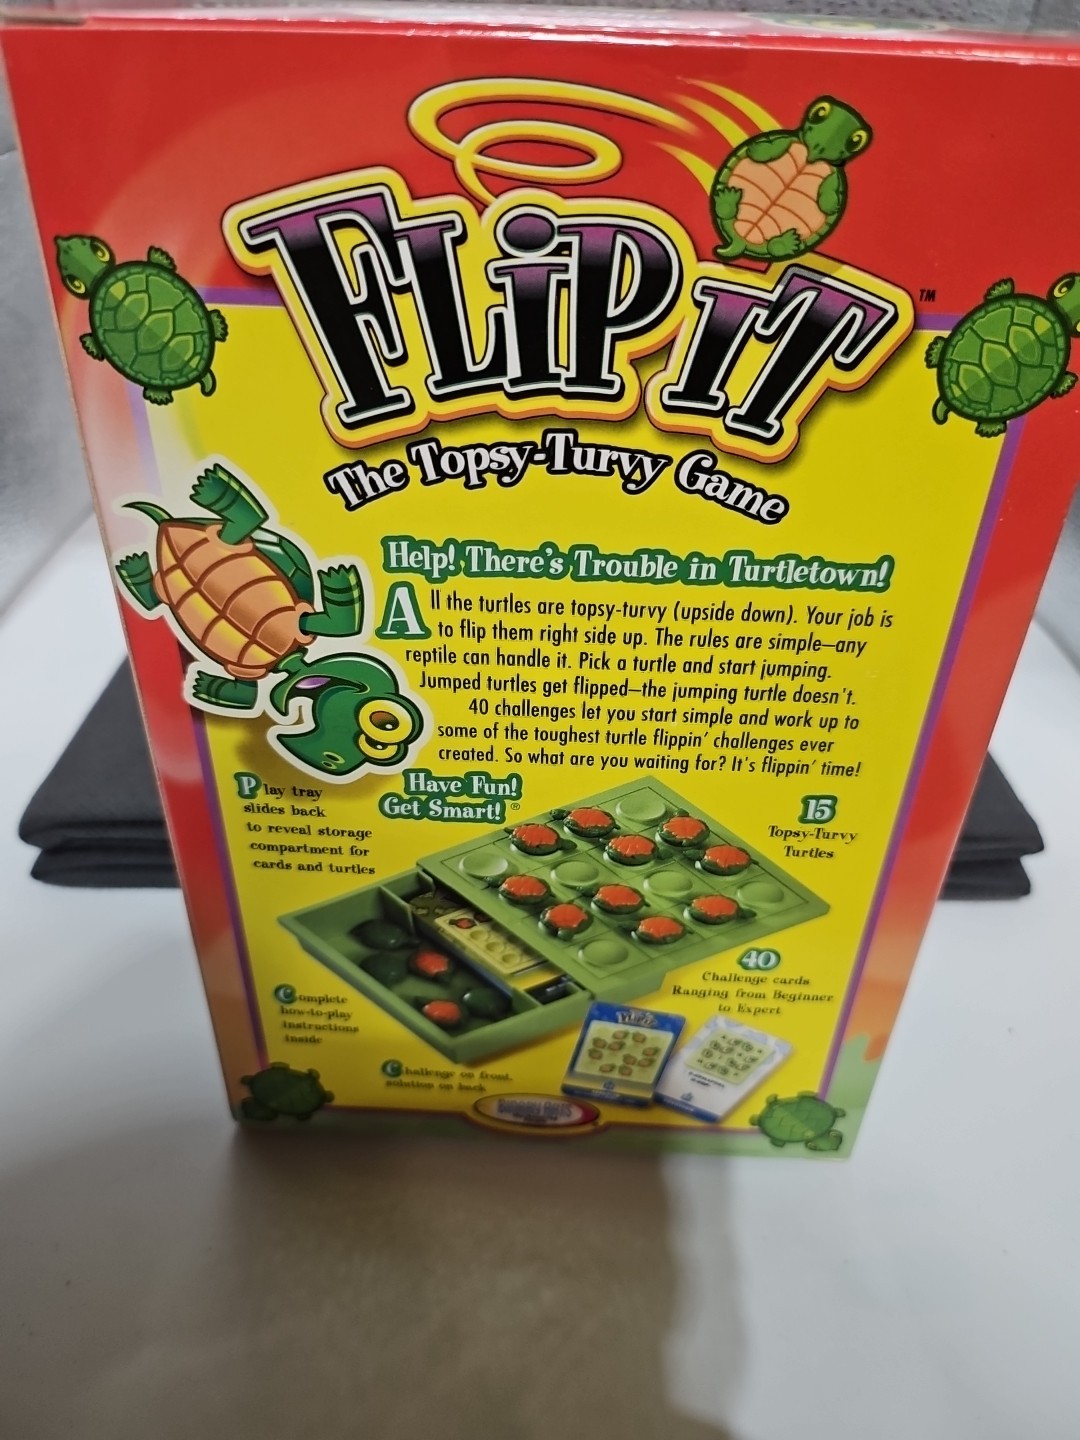 FLIP IT
™
The Topsy-Turvy Game
Help! There's Trouble in Turtletown!
All the turtles are topsy-turvy (upside down). Your job is
to flip them right side up. The rules are simple—any
reptile can handle it. Pick a turtle and start jumping.
Jumped turtles get flipped—the jumping turtle doesn't.
40 challenges let you start simple and work up to
some of the toughest turtle flippin' challenges ever
created. So what are you waiting for? It's flippin' time!
Have Fun!
Get Smart!®
Play tray
slides back
to reveal storage
compartment for
cards and turtles
15
Topsy-Turvy
Turtles
40
Challenge cards
Ranging from Beginner
to Expert
Complete
how-to-play
instructions
inside
Challenge on front,
solution on back
FLIP IT
BINARY ARTS